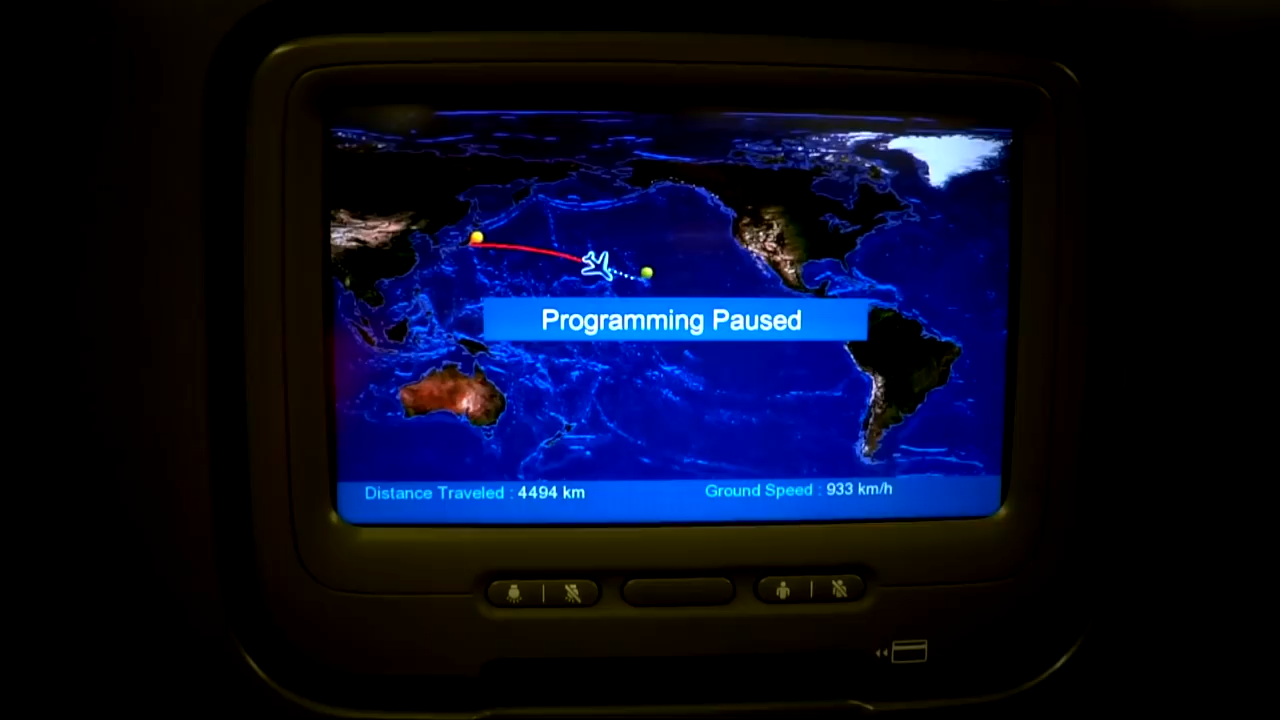 Programming Paused
Distance Traveled : 4494 km
Ground Speed : 933 km/h